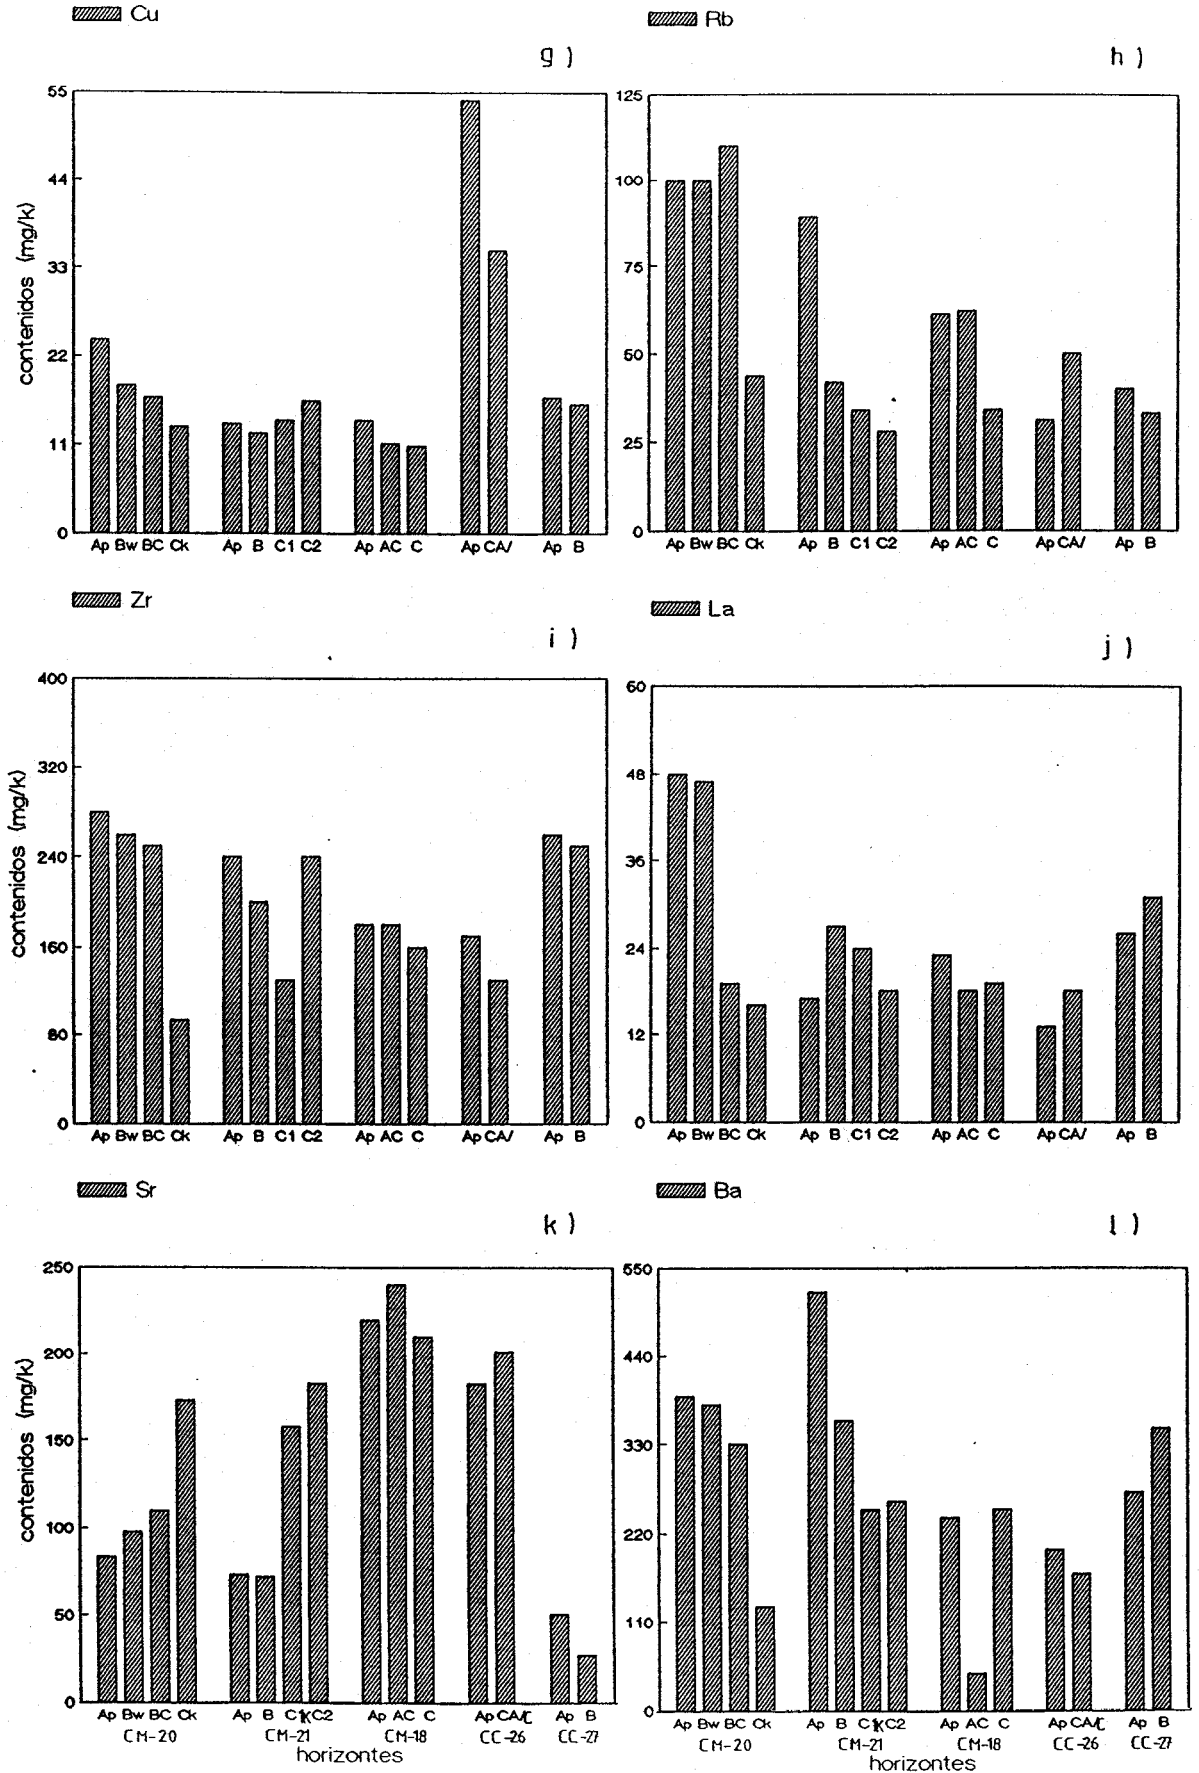 Cu
g )
55
44
33
22
11
0
contenidos (mg/k)
Ap Bw BC Ck Ap B C1 C2 Ap AC C Ap CA/ Ap B
Rb
h )
125
100
75
50
25
0
Ap Bw BC Ck Ap B C1 C2 Ap AC C Ap CA/ Ap B
Zr
i )
400
320
240
160
80
0
contenidos (mg/k)
Ap Bw BC Ck Ap B C1 C2 Ap AC C Ap CA/ Ap B
La
j )
60
48
36
24
12
0
Ap Bw BC Ck Ap B C1 C2 Ap AC C Ap CA/ Ap B
Sr
k )
250
200
150
100
50
0
contenidos (mg/k)
Ap Bw BC Ck Ap B C1K C2 Ap AC C Ap CA/C Ap B
CM-20 CM-21 CM-18 CC-26 CC-27
horizontes
Ba
l )
550
440
330
220
110
0
Ap Bw BC Ck Ap B C1K C2 Ap AC C Ap CA/C Ap B
CM-20 CM-21 CM-18 CC-26 CC-27
horizontes